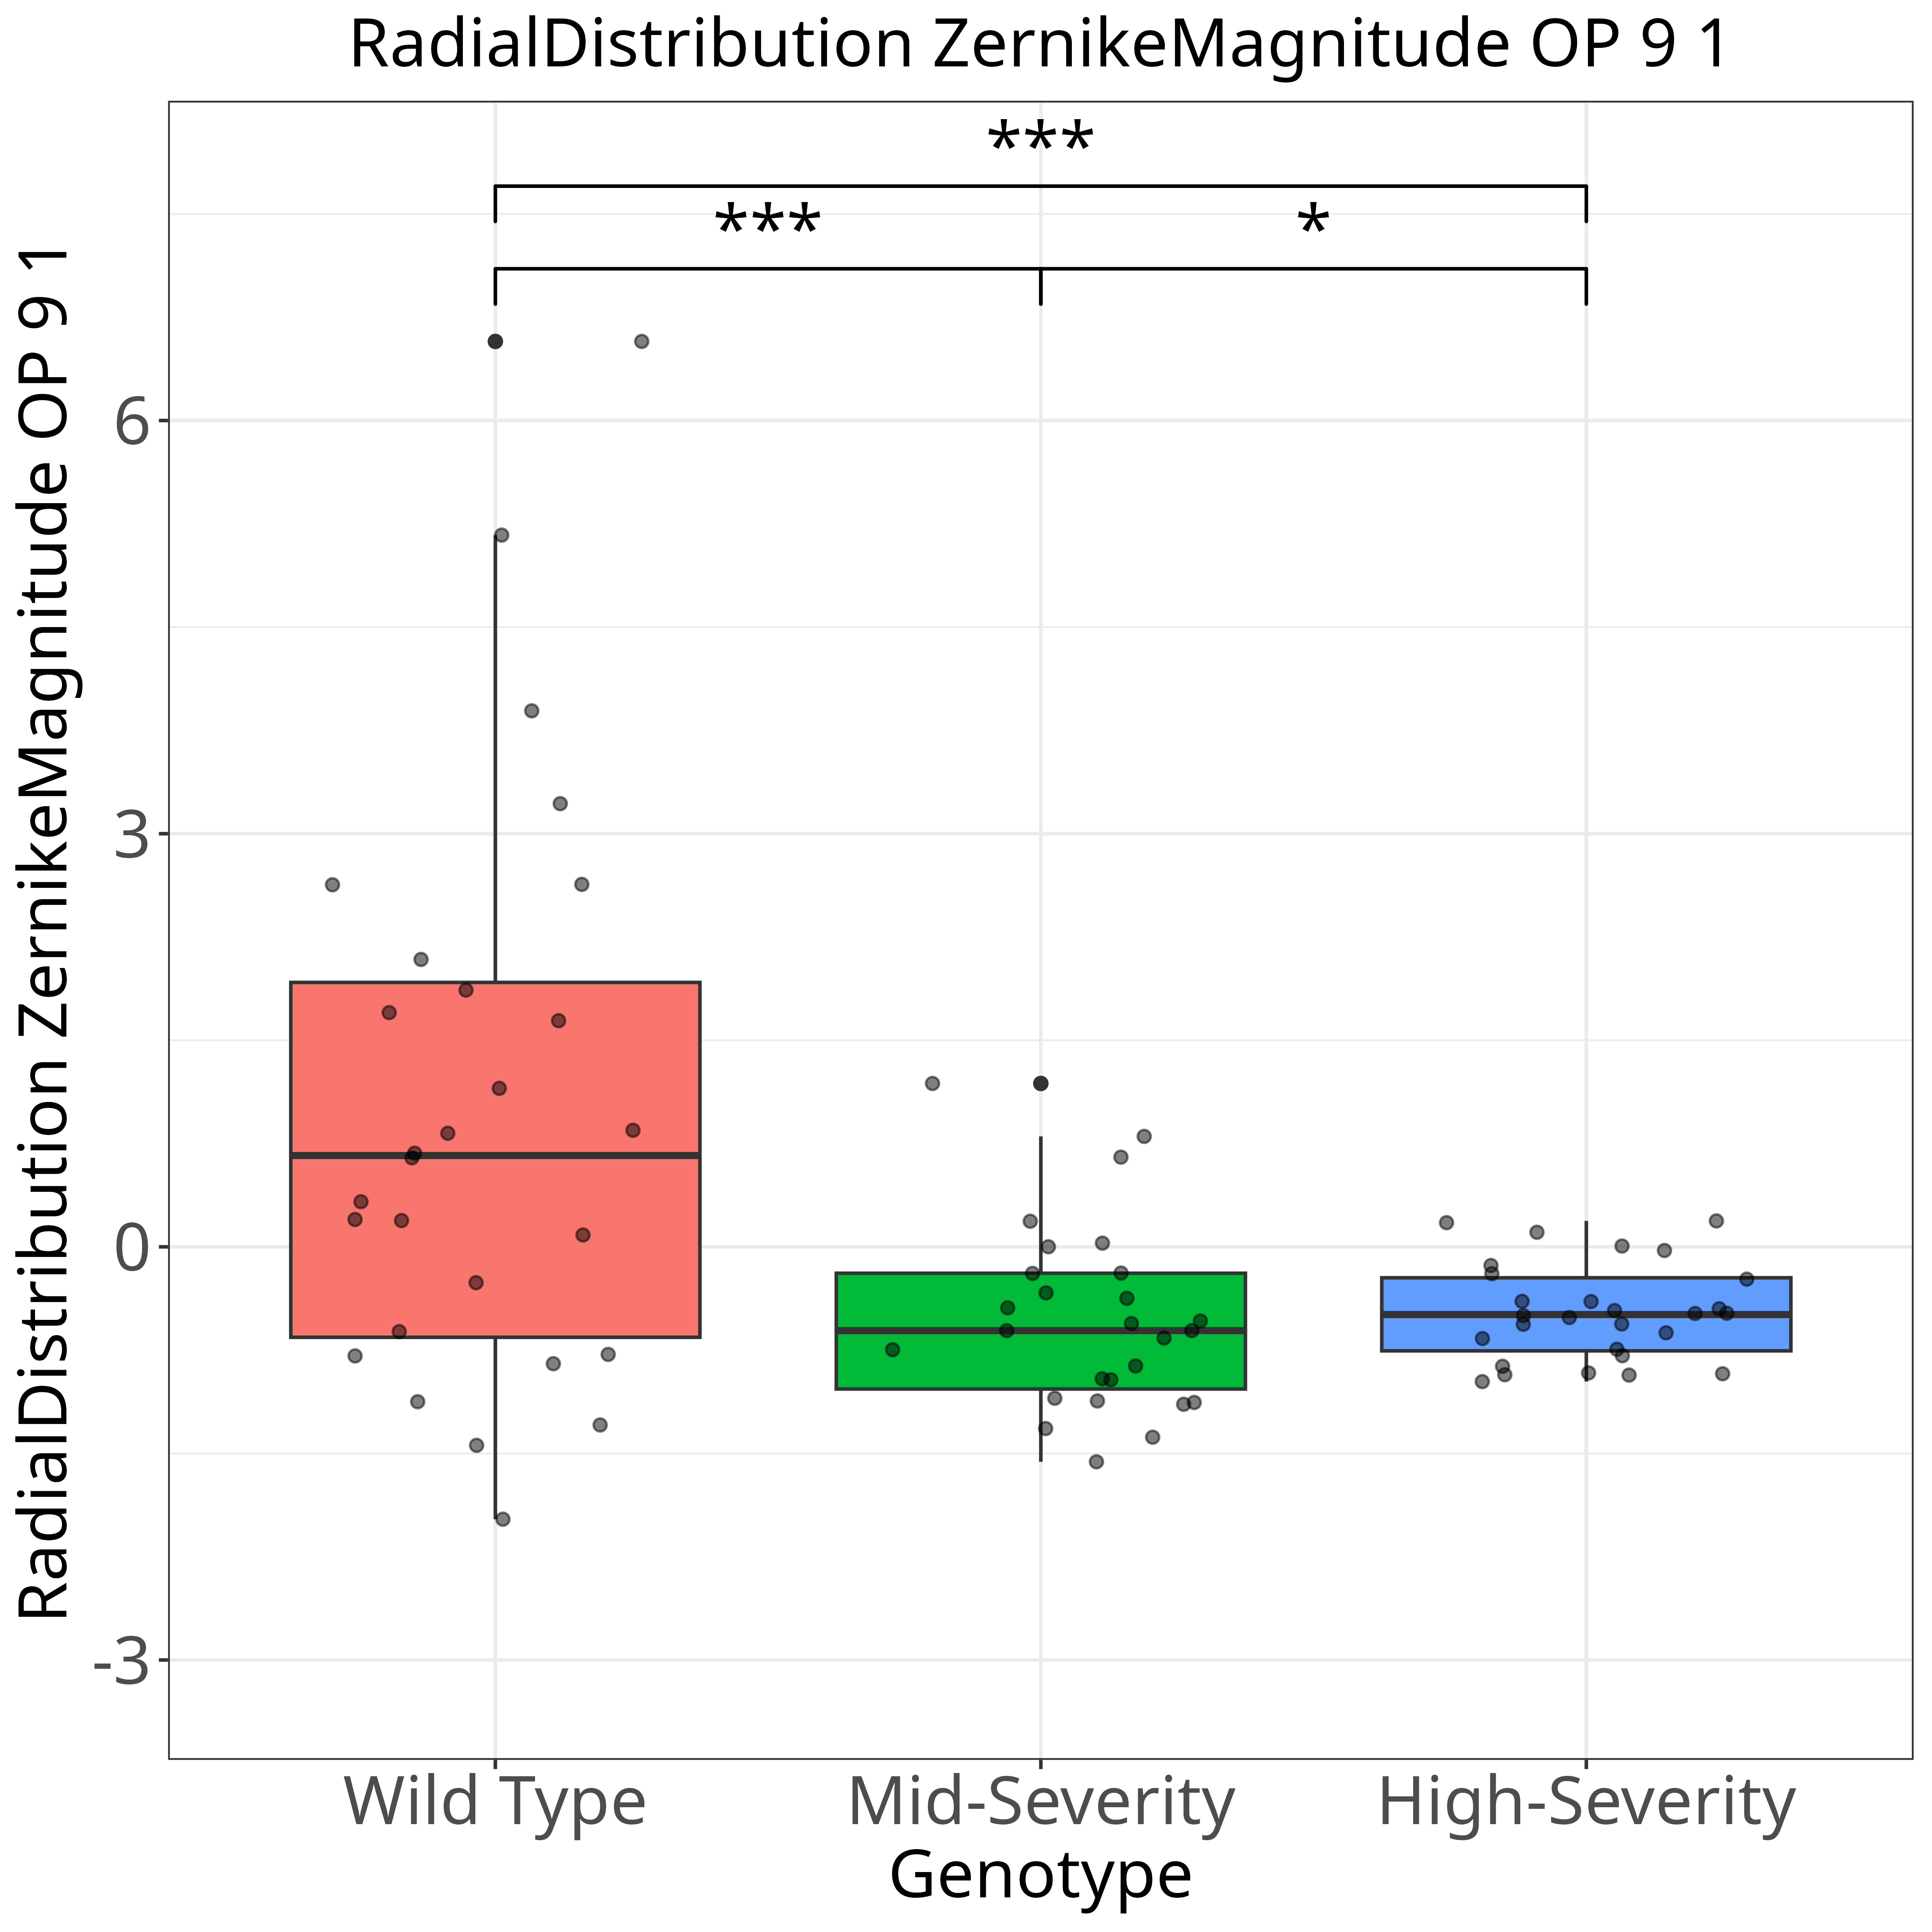 RadialDistribution ZernikeMagnitude OP 9 1
***
***
*
RadialDistribution ZernikeMagnitude OP 9 1
6
3
0
-3
Wild Type
Mid-Severity
High-Severity
Genotype